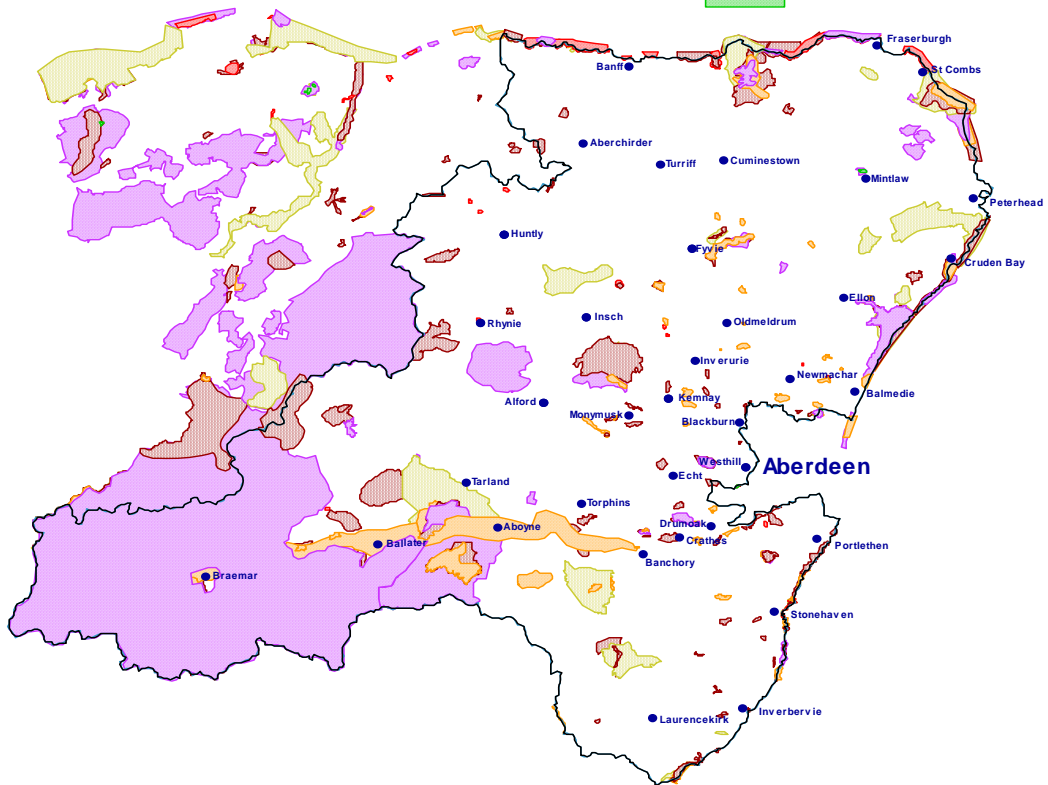 Fraserburgh
Banff
St Combs
Aberchirder
Turriff
Cuminestown
Mintlaw
Peterhead
Huntly
Fyvie
Cruden Bay
Ellon
Rhynie
Insch
Oldmeldrum
Inverurie
Newmachar
Balmedie
Alford
Kemnay
Monymusk
Blackburn
Westhill
Aberdeen
Echt
Tarland
Torphins
Aboyne
Drumoak
Crathes
Portlethen
Ballater
Banchory
Braemar
Stonehaven
Inverbervie
Laurencekirk